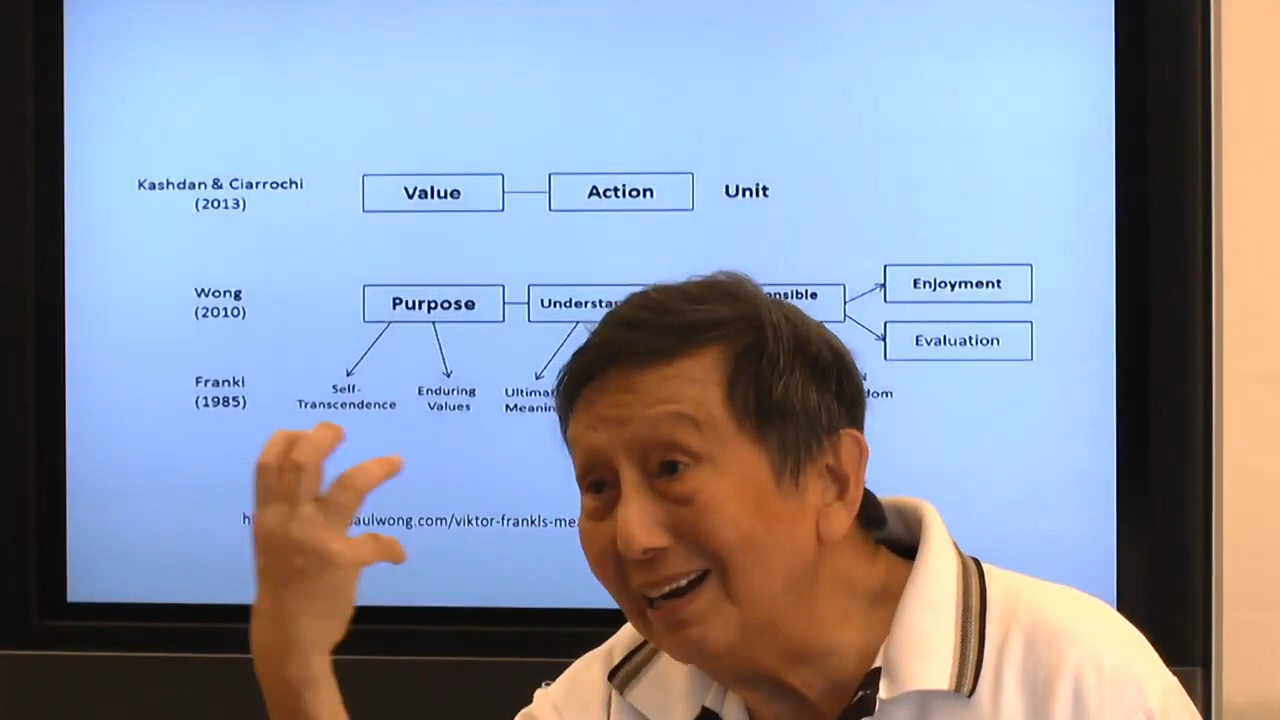 Kashdan & Ciarrochi
(2013)
Value
Action
Unit
Wong
(2010)
Purpose
Enjoyment
Evaluation
Frankl
(1985)
Self-
Transcendence
Enduring
Values